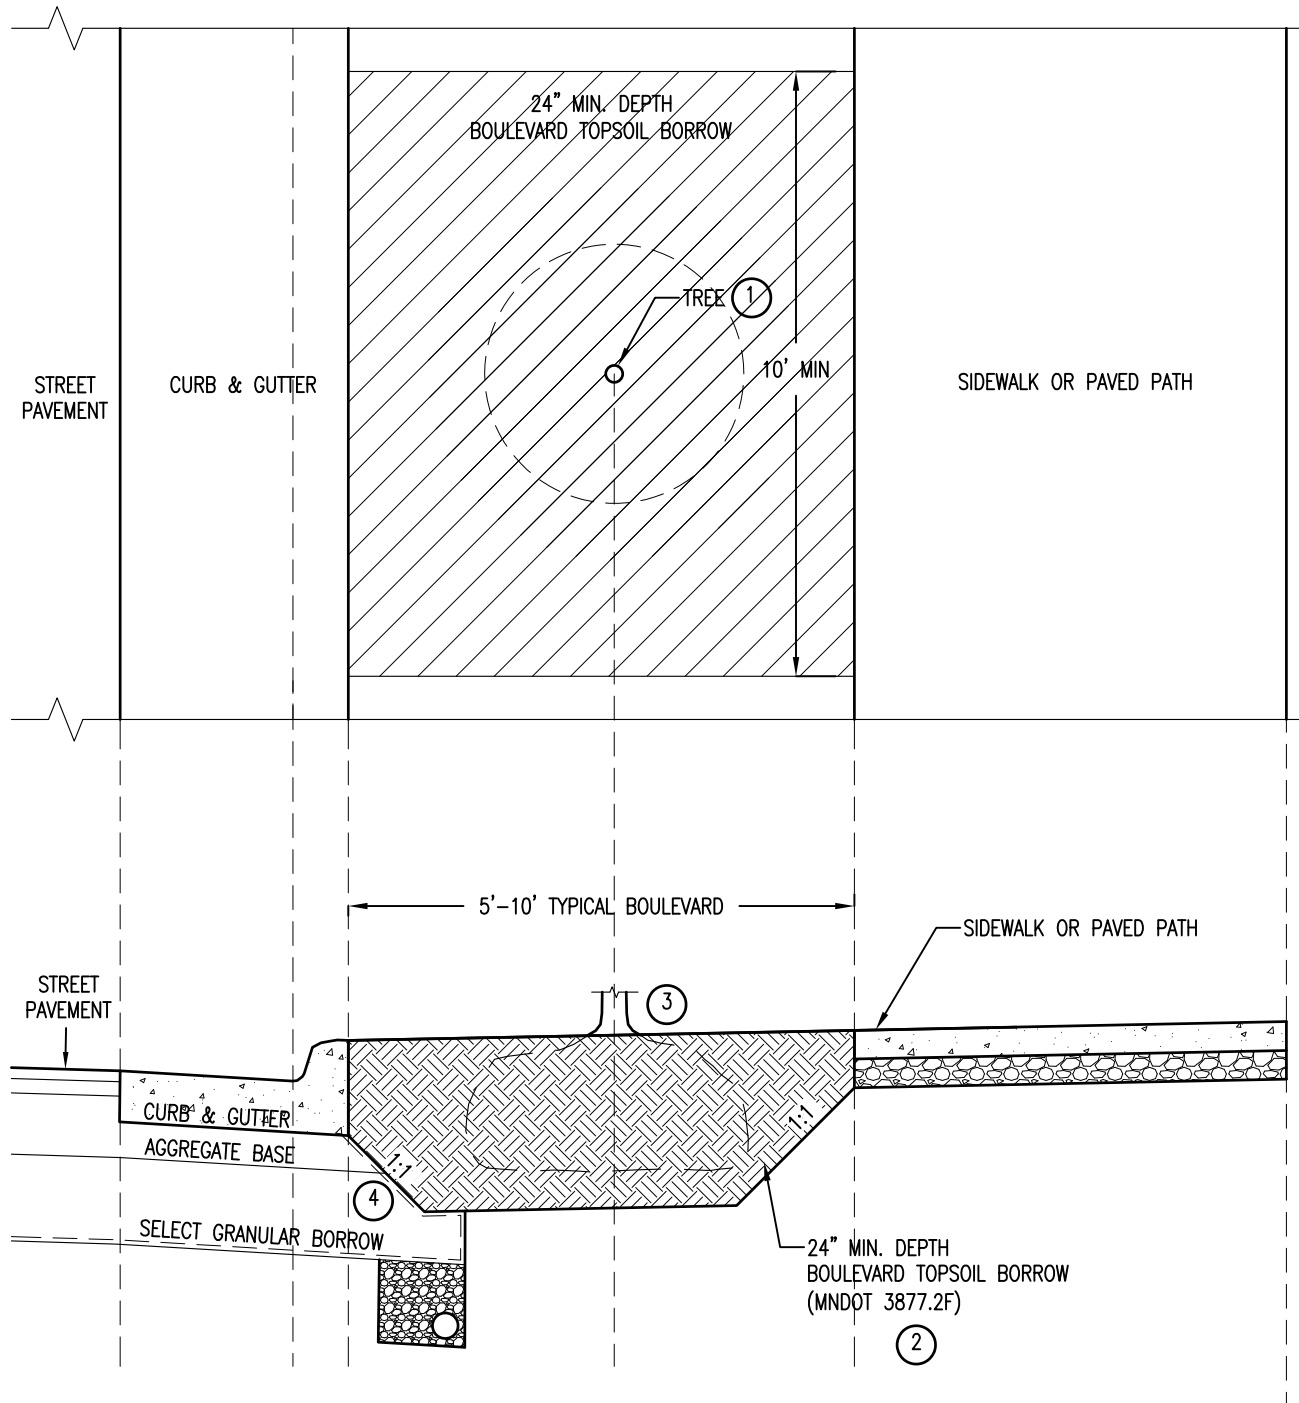 24" MIN. DEPTH
BOULEVARD TOPSOIL BORROW
TREE 1
10' MIN
STREET
PAVEMENT
CURB & GUTTER
SIDEWALK OR PAVED PATH
5'-10' TYPICAL BOULEVARD
SIDEWALK OR PAVED PATH
STREET
PAVEMENT
3
CURB & GUTTER
1:1
AGGREGATE BASE
1:1
4
SELECT GRANULAR BORROW
24" MIN. DEPTH
BOULEVARD TOPSOIL BORROW
(MNDOT 3877.2F)
2